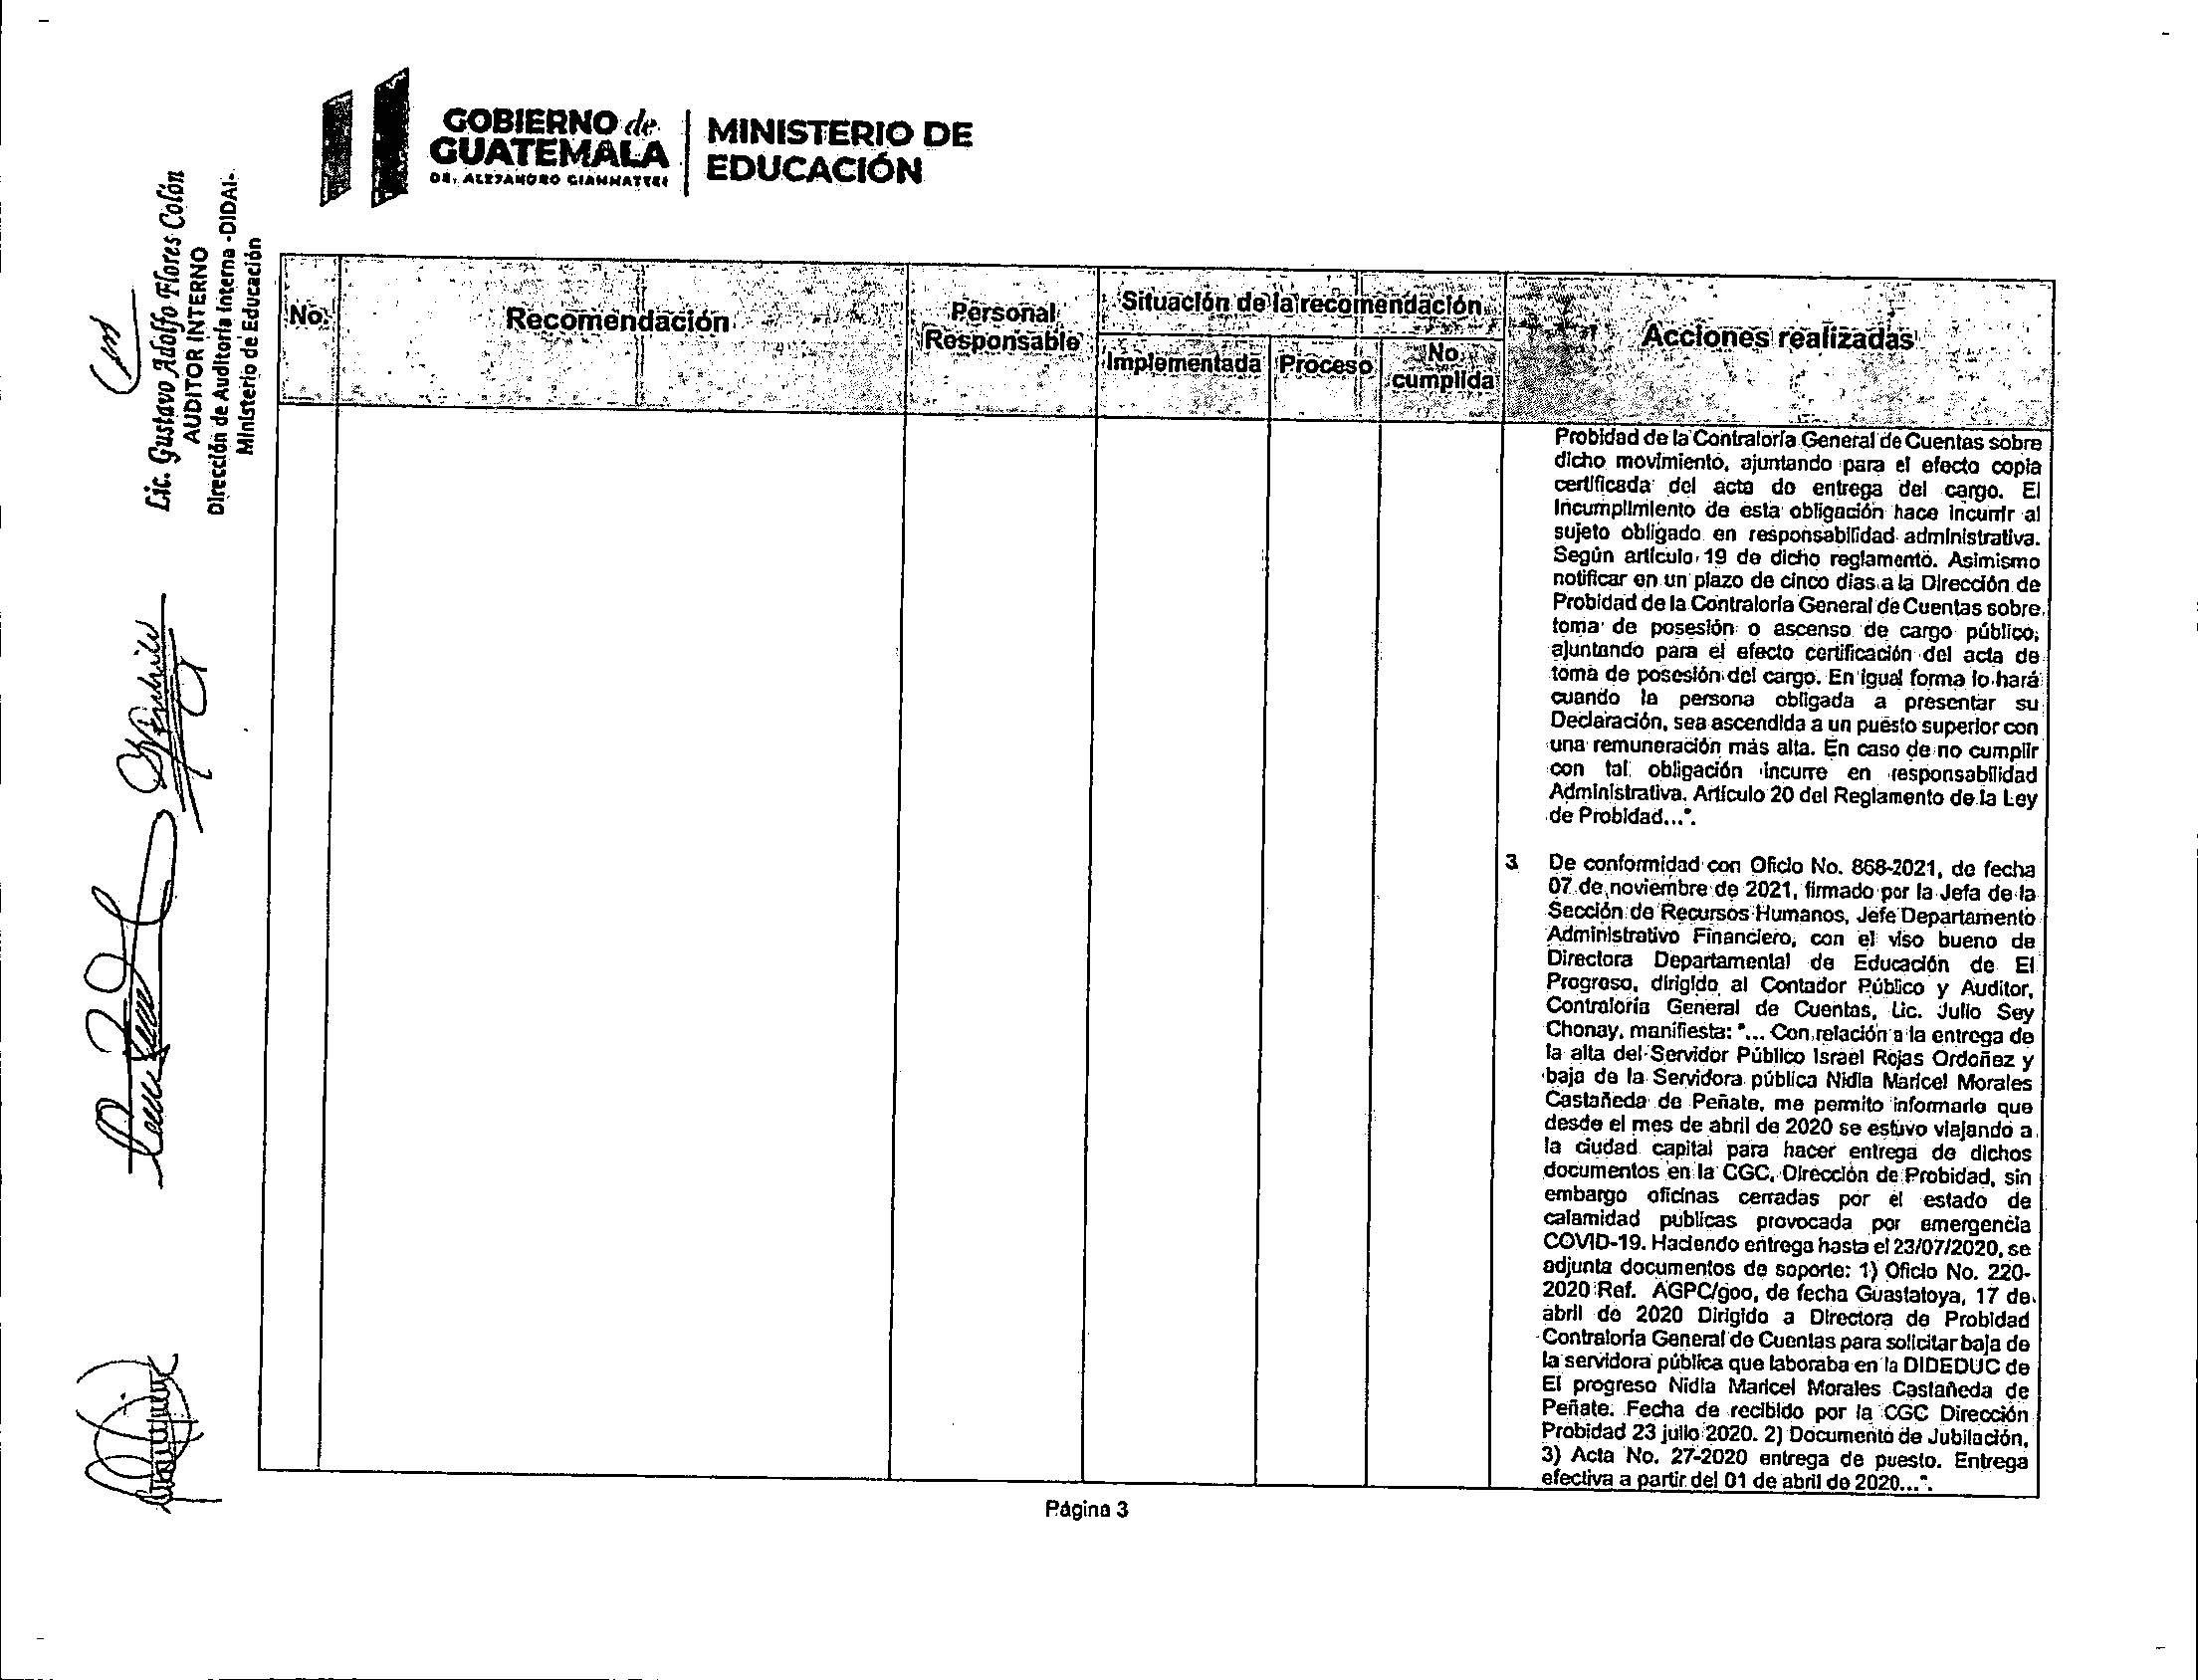 GOBIERNO de
GUATEMALA
DR. ALEJANDRO GIAMMATTEI
MINISTERIO DE
EDUCACIÓN
Lic. Gustavo Adolfo Flores Colón
AUDITOR INTERNO
Dirección de Auditoría Interna -DIDAI-
Ministerio de Educación
No.
Recomendación
Personal
Responsable
Situación de la recomendación
Implementada
Proceso
No
cumplida
Acciones realizadas
Probidad de la Contraloría General de Cuentas sobre
dicho movimiento, ajuntando para el efecto copia
certificada del acta de entrega del cargo. El
incumplimiento de esta obligación hace incurrir al
sujeto obligado en responsabilidad administrativa.
Según artículo 19 de dicho reglamento. Asimismo
notificar en un plazo de cinco días a la Dirección de
Probidad de la Contraloría General de Cuentas sobre
toma de posesión o ascenso de cargo público,
ajuntando para el efecto certificación del acta de
toma de posesión del cargo. En igual forma lo hará
cuando la persona obligada a presentar su
Declaración, sea ascendida a un puesto superior con
una remuneración más alta. En caso de no cumplir
con tal obligación incurre en responsabilidad
Administrativa. Artículo 20 del Reglamento de la Ley
de Probidad...".
3 De conformidad con Oficio No. 868-2021, de fecha
07 de noviembre de 2021, firmado por la Jefa de la
Sección de Recursos Humanos, Jefe Departamento
Administrativo Financiero, con el viso bueno de
Directora Departamental de Educación de El
Progreso, dirigido al Contador Público y Auditor,
Contraloría General de Cuentas, Lic. Julio Sey
Chonay, manifiesta: "... Con relación a la entrega de
la alta del Servidor Público Israel Rojas Ordoñez y
baja de la Servidora pública Nidia Maricel Morales
Castañeda de Peñate, me permito informarle que
desde el mes de abril de 2020 se estuvo viajando a
la ciudad capital para hacer entrega de dichos
documentos en la CGC, Dirección de Probidad, sin
embargo oficinas cerradas por el estado de
calamidad publicas provocada por emergencia
COVID-19. Haciendo entrega hasta el 23/07/2020, se
adjunta documentos de soporte: 1) Oficio No. 220-
2020 Ref. AGPC/goo, de fecha Guastatoya, 17 de
abril de 2020 Dirigido a Directora de Probidad
Contraloría General de Cuentas para solicitar baja de
la servidora pública que laboraba en la DIDEDUC de
El progreso Nidia Maricel Morales Castañeda de
Peñate. Fecha de recibido por la CGC Dirección
Probidad 23 julio 2020. 2) Documento de Jubilación,
3) Acta No. 27-2020 entrega de puesto. Entrega
efectiva a partir del 01 de abril de 2020...".
Página 3